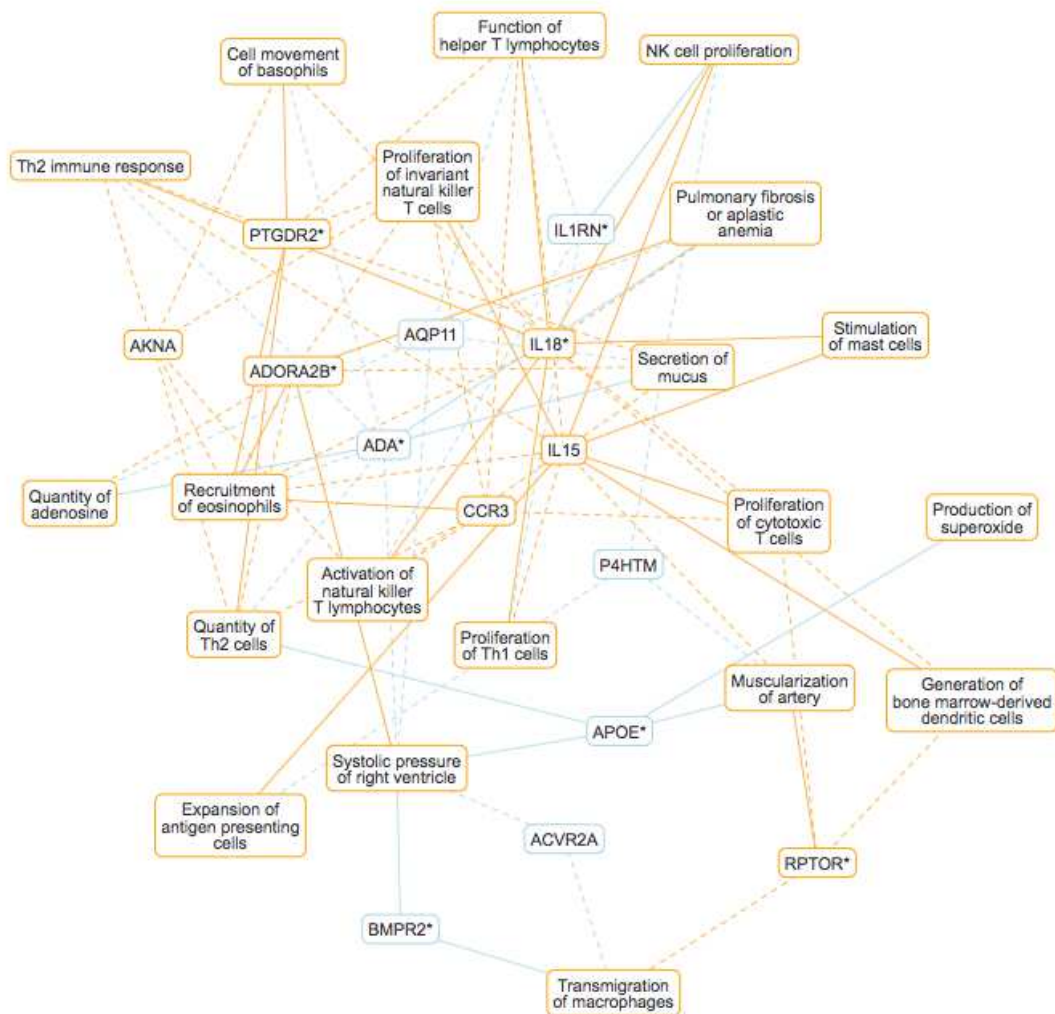 Function of
helper T lymphocytes
Cell movement
of basophils
NK cell proliferation
Th2 immune response
Proliferation
of invariant
natural killer
T cells
Pulmonary fibrosis
or aplastic
anemia
PTGDR2*
IL1RN*
AKNA
AQP11
IL18*
Stimulation
of mast cells
ADORA2B*
Secretion of
mucus
ADA*
IL15
Quantity of
adenosine
Recruitment
of eosinophils
CCR3
Proliferation
of cytotoxic
T cells
Production of
superoxide
Activation of
natural killer
T lymphocytes
P4HTM
Quantity of
Th2 cells
Proliferation
of Th1 cells
Muscularization
of artery
Generation of
bone marrow-derived
dendritic cells
APOE*
Systolic pressure
of right ventricle
Expansion of
antigen presenting
cells
ACVR2A
RPTOR*
BMPR2*
Transmigration
of macrophages